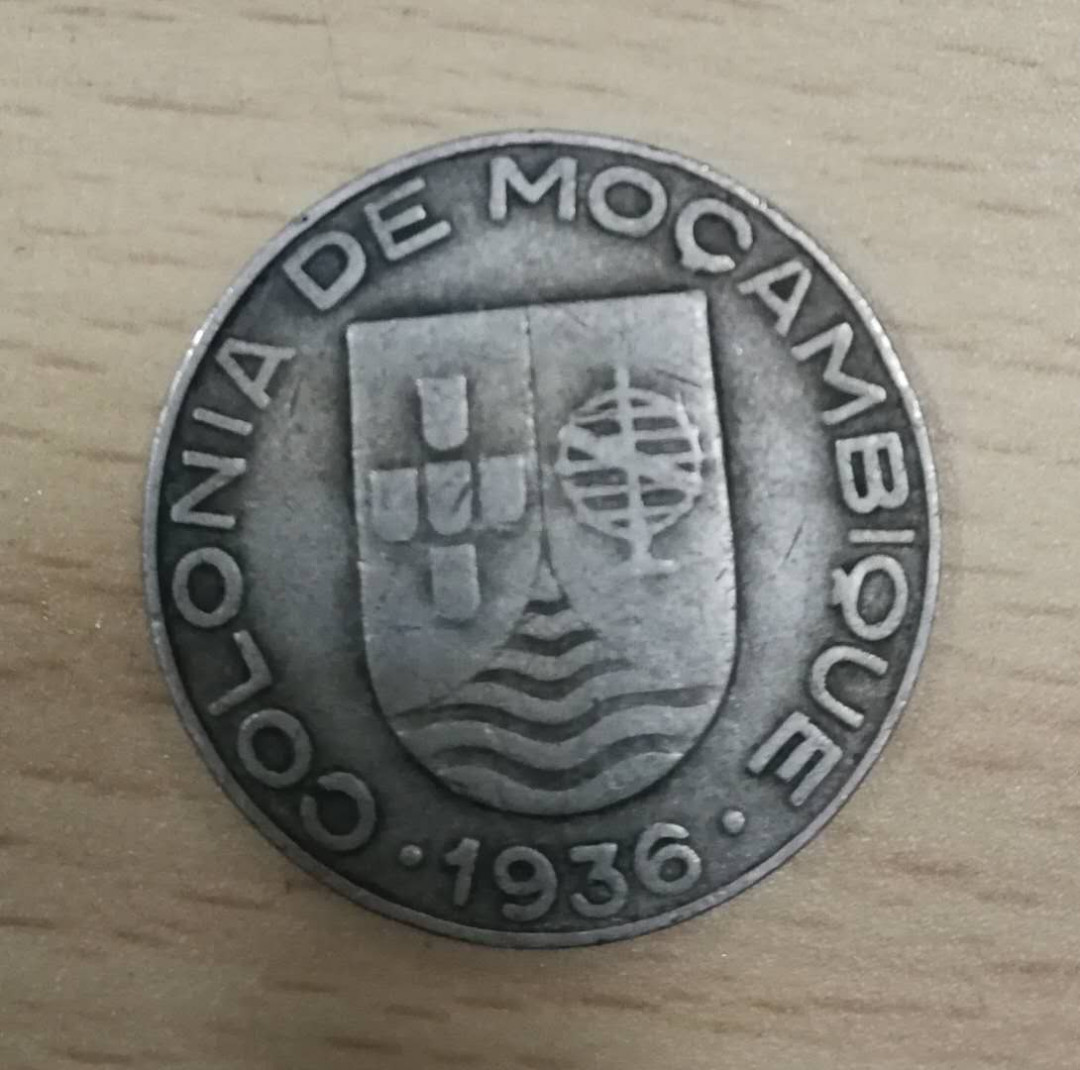 COLONIA DE MOÇAMBIQUE
· 1936 ·